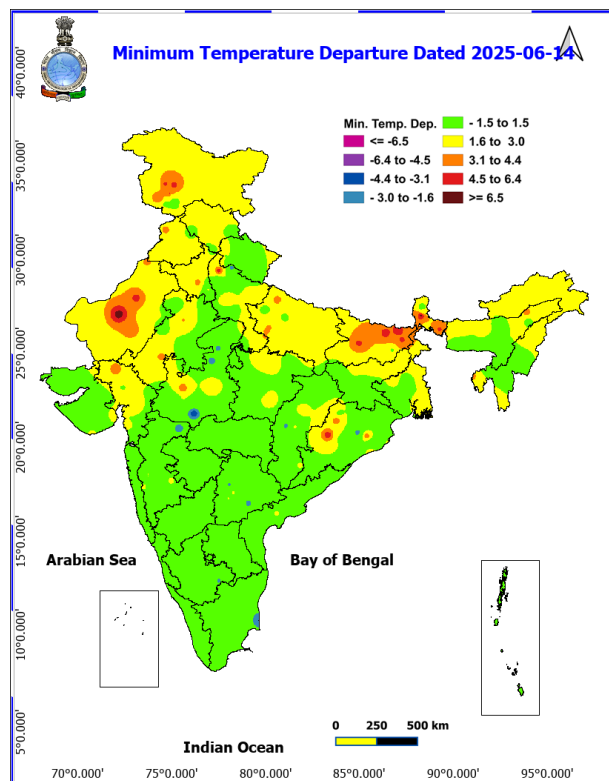 Minimum Temperature Departure Dated 2025-06-14
Min. Temp. Dep.
<= -6.5
-6.4 to -4.5
-4.4 to -3.1
- 3.0 to -1.6
- 1.5 to 1.5
1.6 to 3.0
3.1 to 4.4
4.5 to 6.4
>= 6.5
40°0.000'
35°0.000'
30°0.000'
25°0.000'
20°0.000'
15°0.000'
10°0.000'
5°0.000'
Arabian Sea
Bay of Bengal
Indian Ocean
0 250 500 km
70°0.000' 75°0.000' 80°0.000' 85°0.000' 90°0.000' 95°0.000'